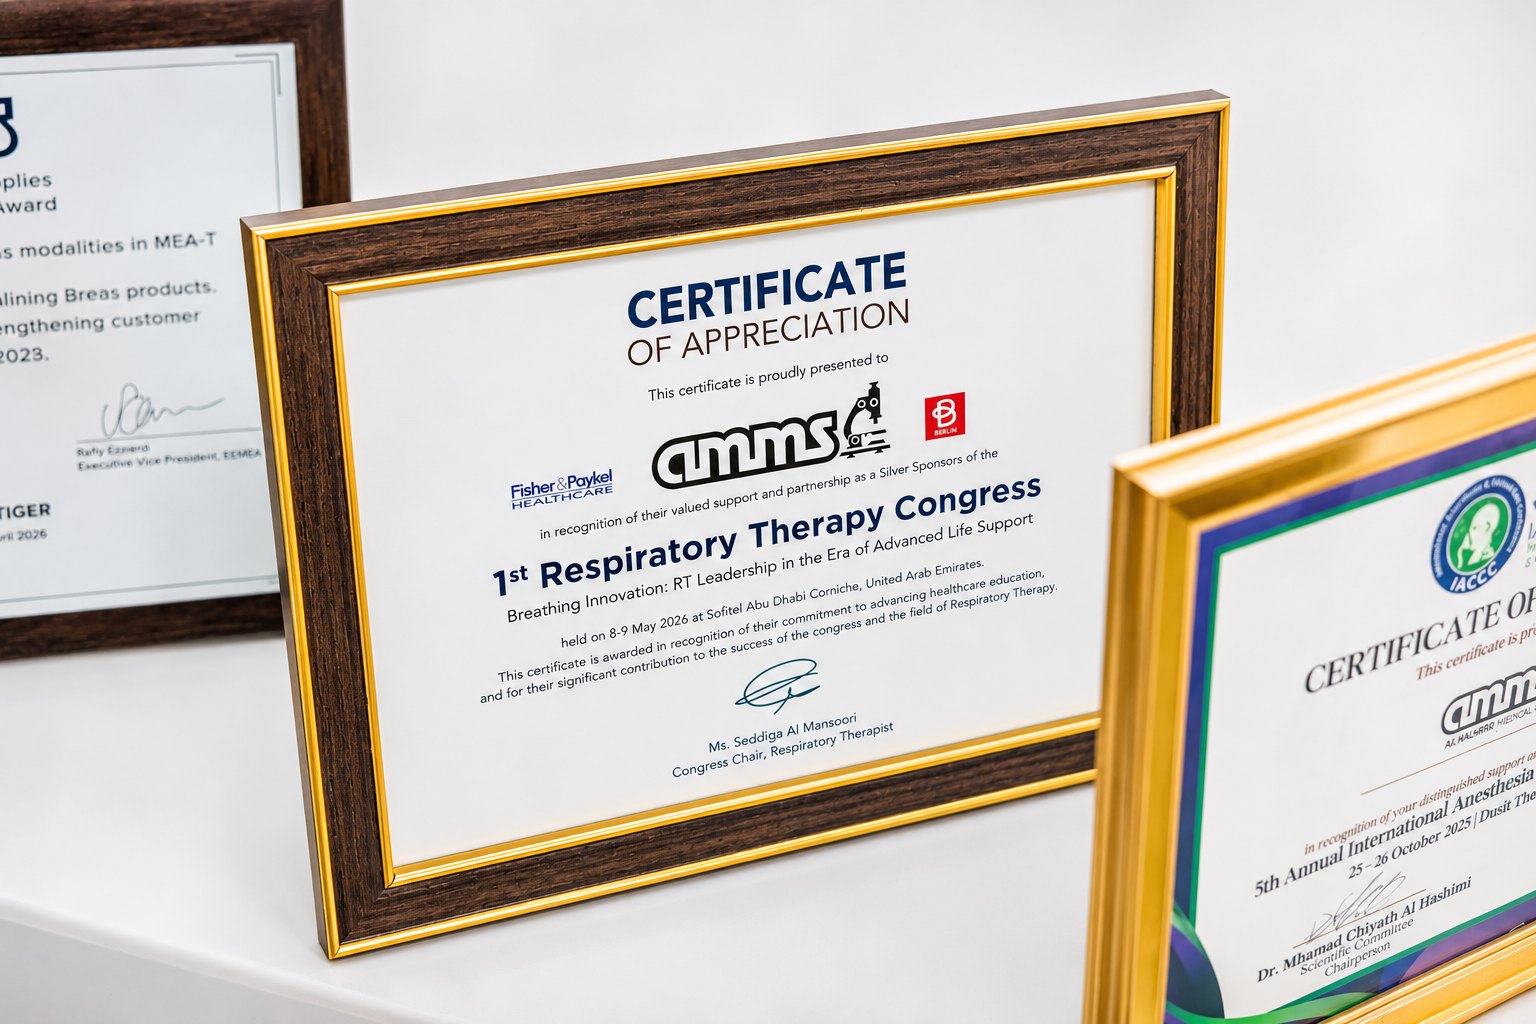 plies
Award
s modalities in MEA-T
lining Breas products.
engthening customer
2023.
Executive Vice President, EEMEA
TIGER
ril 2026
CERTIFICATE
OF APPRECIATION
This certificate is proudly presented to
Fisher & Paykel
HEALTHCARE
amms
B
BERLIN
in recognition of their valued support and partnership as a Silver Sponsors of the
1st Respiratory Therapy Congress
Breathing Innovation: RT Leadership in the Era of Advanced Life Support
held on 8-9 May 2026 at Sofitel Abu Dhabi Corniche, United Arab Emirates.
This certificate is awarded in recognition of their commitment to advancing healthcare education,
and for their significant contribution to the success of the congress and the field of Respiratory Therapy.
Ms. Seddiga Al Mansoori
Congress Chair, Respiratory Therapist
IACCC
CERTIFICATE OF
This certificate is pro
amms
in recognition of your distinguished support a
5th Annual International Anesthesia
25 – 26 October 2025 | Dusit The
Dr. Mhamad Chiyath Al Hashimi
Scientific Committee
Chairperson